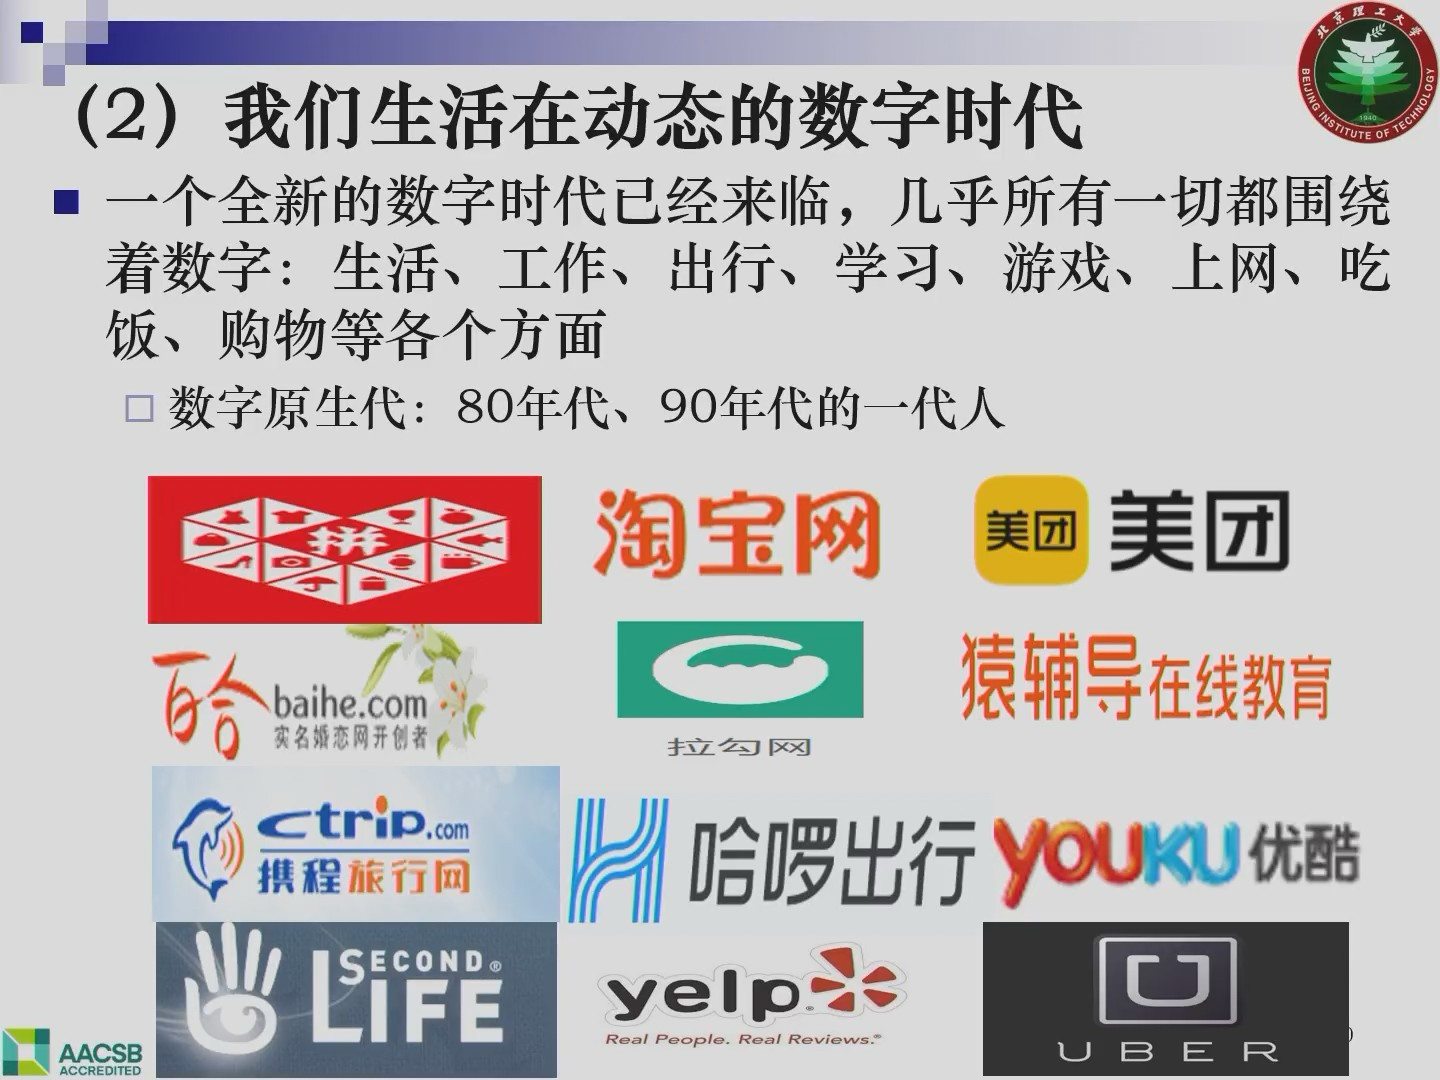 北京理工大学
BEIJING INSTITUTE OF TECHNOLOGY
1940
（2）我们生活在动态的数字时代
一个全新的数字时代已经来临，几乎所有一切都围绕
着数字：生活、工作、出行、学习、游戏、上网、吃
饭、购物等各个方面
数字原生代：80年代、90年代的一代人
拼
淘宝网
美团 美团
百合 baihe.com
实名婚恋网开创者
拉勾网
猿辅导在线教育
ctrip.com
携程旅行网
哈啰出行
YOUKU优酷
SECOND®
LIFE
yelp
Real People. Real Reviews.®
U
UBER
AACSB
ACCREDITED